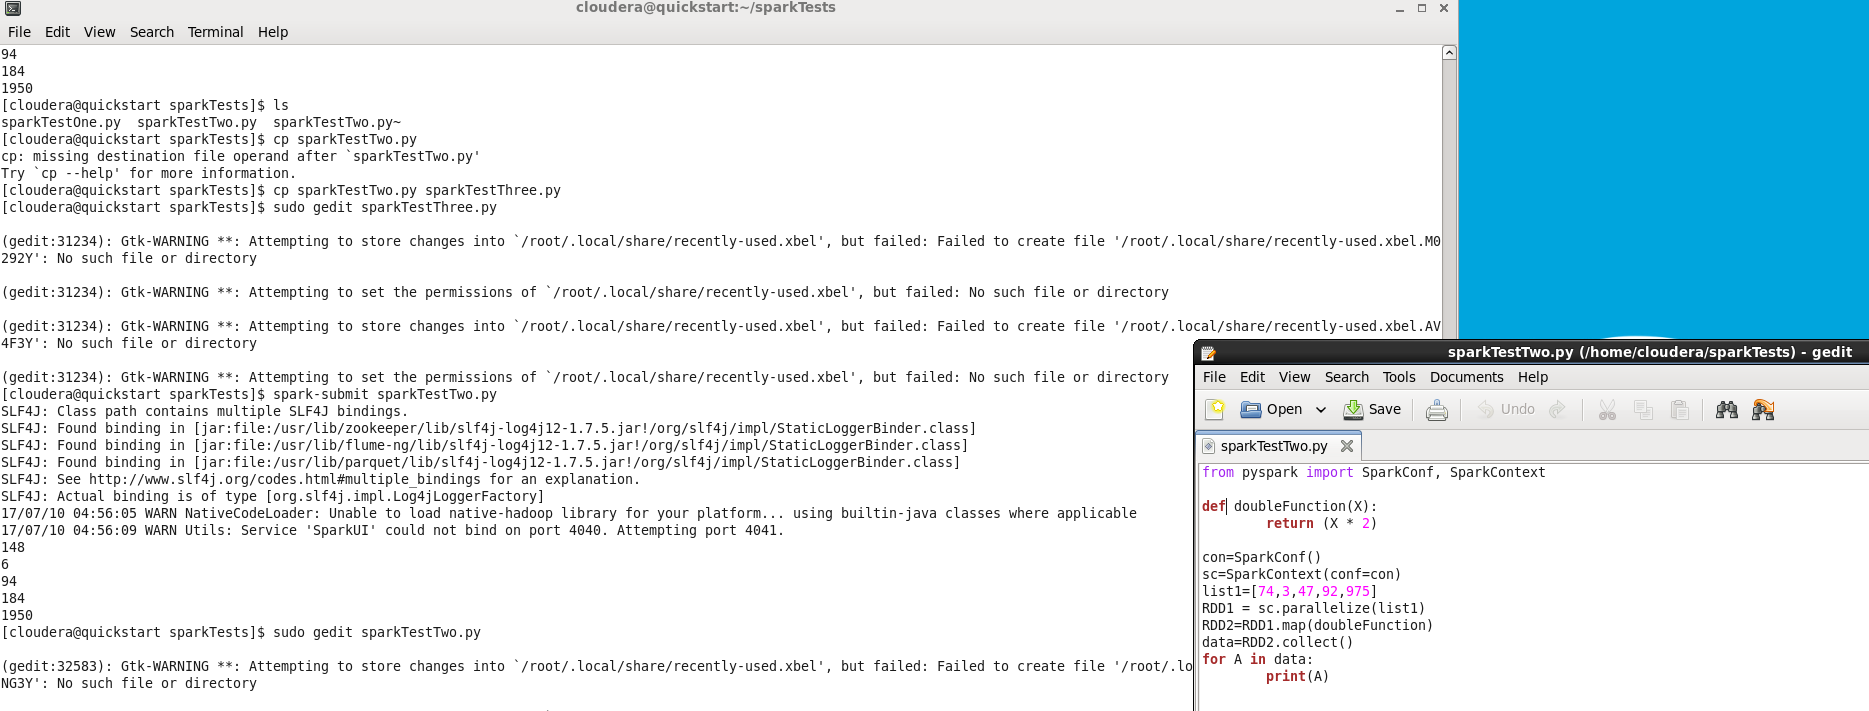 cloudera@quickstart:~/sparkTests
File Edit View Search Terminal Help
94
184
1950
[cloudera@quickstart sparkTests]$ ls
sparkTestOne.py  sparkTestTwo.py  sparkTestTwo.py~
[cloudera@quickstart sparkTests]$ cp sparkTestTwo.py
cp: missing destination file operand after `sparkTestTwo.py'
Try `cp --help' for more information.
[cloudera@quickstart sparkTests]$ cp sparkTestTwo.py sparkTestThree.py
[cloudera@quickstart sparkTests]$ sudo gedit sparkTestThree.py
(gedit:31234): Gtk-WARNING **: Attempting to store changes into `/root/.local/share/recently-used.xbel', but failed: Failed to create file '/root/.local/share/recently-used.xbel.M0
292Y': No such file or directory
(gedit:31234): Gtk-WARNING **: Attempting to set the permissions of `/root/.local/share/recently-used.xbel', but failed: No such file or directory
(gedit:31234): Gtk-WARNING **: Attempting to store changes into `/root/.local/share/recently-used.xbel', but failed: Failed to create file '/root/.local/share/recently-used.xbel.AV
4F3Y': No such file or directory
(gedit:31234): Gtk-WARNING **: Attempting to set the permissions of `/root/.local/share/recently-used.xbel', but failed: No such file or directory
[cloudera@quickstart sparkTests]$ spark-submit sparkTestTwo.py
SLF4J: Class path contains multiple SLF4J bindings.
SLF4J: Found binding in [jar:file:/usr/lib/zookeeper/lib/slf4j-log4j12-1.7.5.jar!/org/slf4j/impl/StaticLoggerBinder.class]
SLF4J: Found binding in [jar:file:/usr/lib/flume-ng/lib/slf4j-log4j12-1.7.5.jar!/org/slf4j/impl/StaticLoggerBinder.class]
SLF4J: Found binding in [jar:file:/usr/lib/parquet/lib/slf4j-log4j12-1.7.5.jar!/org/slf4j/impl/StaticLoggerBinder.class]
SLF4J: See http://www.slf4j.org/codes.html#multiple_bindings for an explanation.
SLF4J: Actual binding is of type [org.slf4j.impl.Log4jLoggerFactory]
17/07/10 04:56:05 WARN NativeCodeLoader: Unable to load native-hadoop library for your platform... using builtin-java classes where applicable
17/07/10 04:56:09 WARN Utils: Service 'SparkUI' could not bind on port 4040. Attempting port 4041.
148
6
94
184
1950
[cloudera@quickstart sparkTests]$ sudo gedit sparkTestTwo.py
(gedit:32583): Gtk-WARNING **: Attempting to store changes into `/root/.local/share/recently-used.xbel', but failed: Failed to create file '/root/.lo
NG3Y': No such file or directory
sparkTestTwo.py (/home/cloudera/sparkTests) - gedit
File Edit View Search Tools Documents Help
Open Save Undo
sparkTestTwo.py
from pyspark import SparkConf, SparkContext
def doubleFunction(X):
        return (X * 2)
con=SparkConf()
sc=SparkContext(conf=con)
list1=[74,3,47,92,975]
RDD1 = sc.parallelize(list1)
RDD2=RDD1.map(doubleFunction)
data=RDD2.collect()
for A in data:
        print(A)